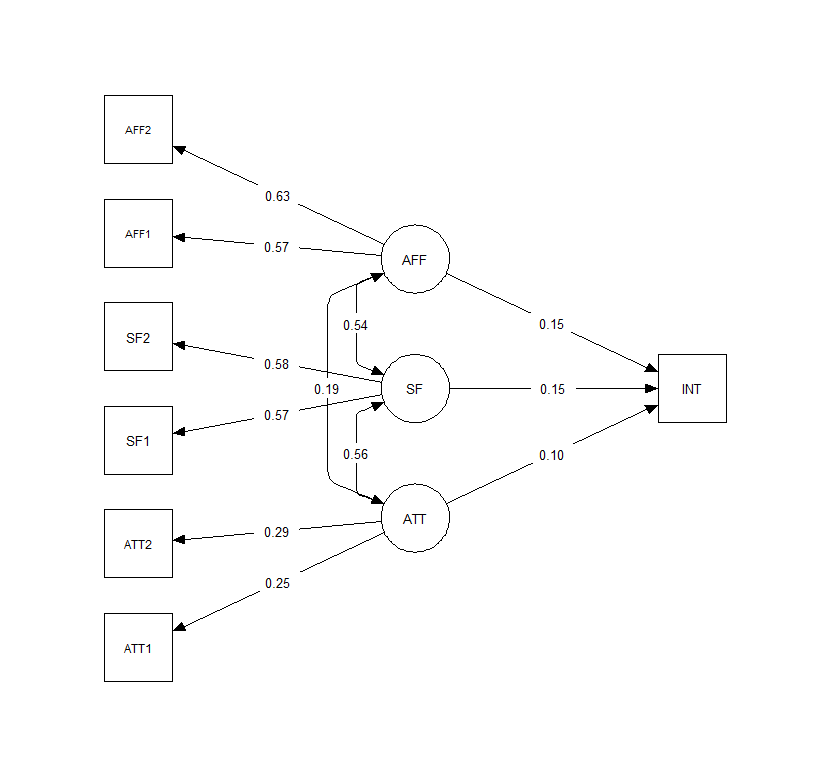 AFF2
0.63
AFF1
0.57
AFF
0.54
0.15
SF2
0.58
0.19
SF
0.15
INT
SF1
0.57
0.56
0.10
ATT2
0.29
ATT
0.25
ATT1